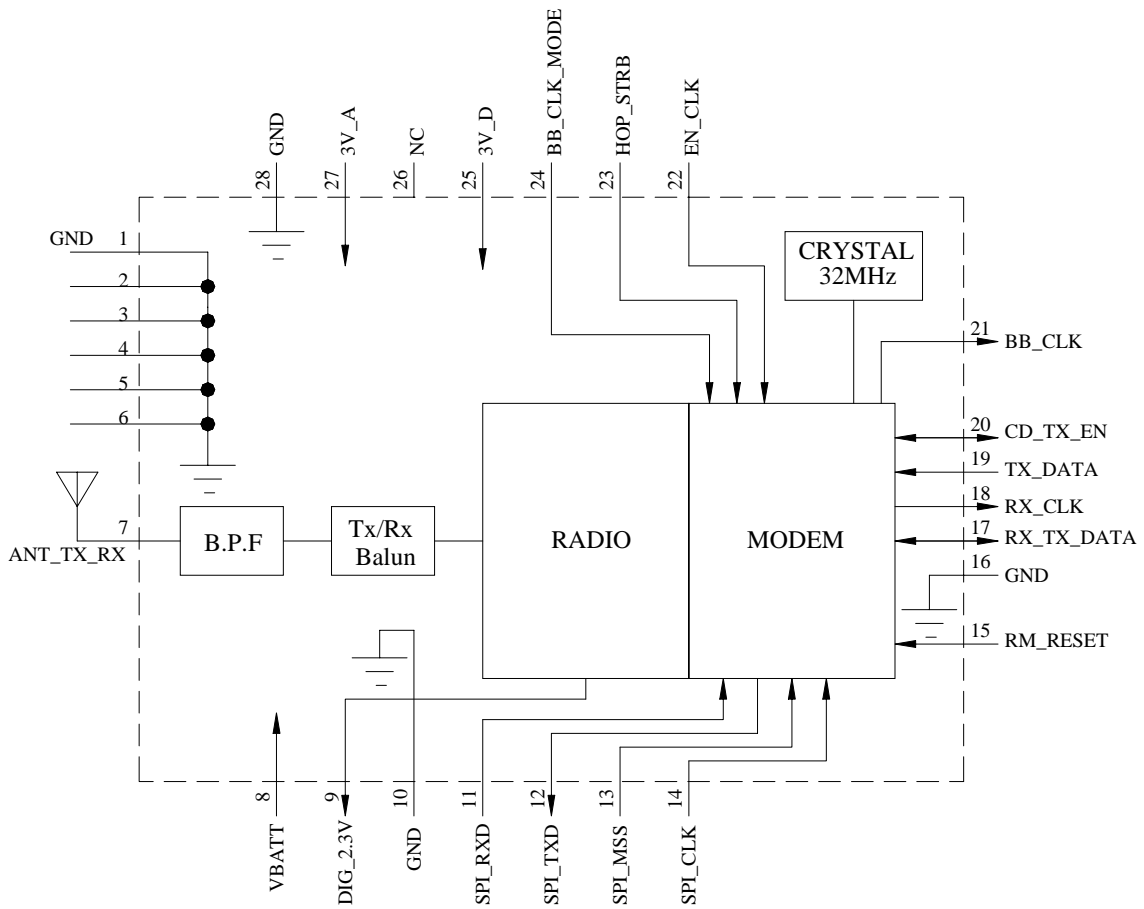 BB_CLK_MODE
HOP_STRB
EN_CLK
GND
3V_A
NC
3V_D
28
27
26
25
24
23
22
GND
1
2
3
4
5
6
CRYSTAL
32MHz
21
BB_CLK
20
CD_TX_EN
19
TX_DATA
18
RX_CLK
17
RX_TX_DATA
16
GND
15
RM_RESET
7
ANT_TX_RX
B.P.F
Tx/Rx
Balun
RADIO
MODEM
8
9
10
11
12
13
14
VBATT
DIG_2.3V
GND
SPI_RXD
SPI_TXD
SPI_MSS
SPI_CLK